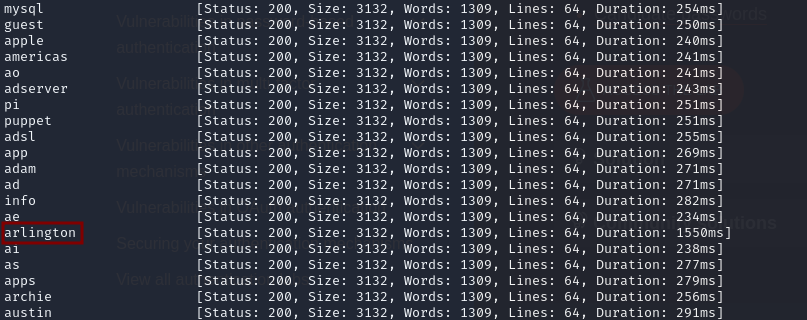 mysql [Status: 200, Size: 3132, Words: 1309, Lines: 64, Duration: 254ms]
guest [Status: 200, Size: 3132, Words: 1309, Lines: 64, Duration: 250ms]
apple [Status: 200, Size: 3132, Words: 1309, Lines: 64, Duration: 240ms]
americas [Status: 200, Size: 3132, Words: 1309, Lines: 64, Duration: 241ms]
ao [Status: 200, Size: 3132, Words: 1309, Lines: 64, Duration: 241ms]
adserver [Status: 200, Size: 3132, Words: 1309, Lines: 64, Duration: 243ms]
pi [Status: 200, Size: 3132, Words: 1309, Lines: 64, Duration: 251ms]
puppet [Status: 200, Size: 3132, Words: 1309, Lines: 64, Duration: 251ms]
adsl [Status: 200, Size: 3132, Words: 1309, Lines: 64, Duration: 255ms]
app [Status: 200, Size: 3132, Words: 1309, Lines: 64, Duration: 269ms]
adam [Status: 200, Size: 3132, Words: 1309, Lines: 64, Duration: 271ms]
ad [Status: 200, Size: 3132, Words: 1309, Lines: 64, Duration: 271ms]
info [Status: 200, Size: 3132, Words: 1309, Lines: 64, Duration: 282ms]
ae [Status: 200, Size: 3132, Words: 1309, Lines: 64, Duration: 234ms]
arlington [Status: 200, Size: 3132, Words: 1309, Lines: 64, Duration: 1550ms]
ai [Status: 200, Size: 3132, Words: 1309, Lines: 64, Duration: 238ms]
as [Status: 200, Size: 3132, Words: 1309, Lines: 64, Duration: 277ms]
apps [Status: 200, Size: 3132, Words: 1309, Lines: 64, Duration: 279ms]
archie [Status: 200, Size: 3132, Words: 1309, Lines: 64, Duration: 256ms]
austin [Status: 200, Size: 3132, Words: 1309, Lines: 64, Duration: 291ms]